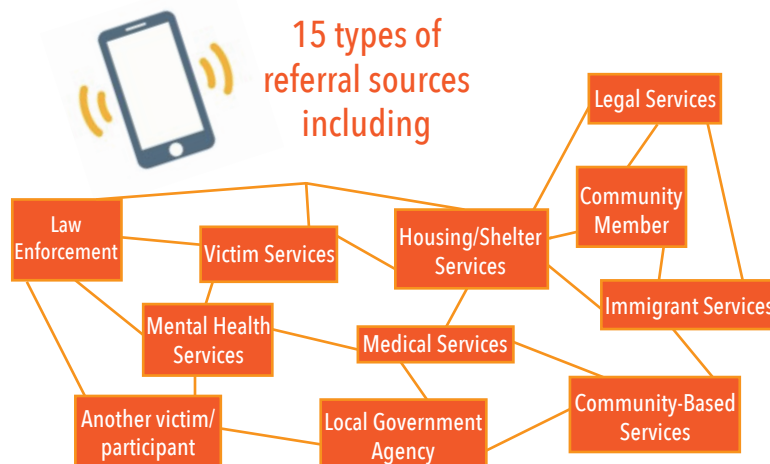 15 types of
referral sources
including
Legal Services
Community
Member
Law
Enforcement
Victim Services
Housing/Shelter
Services
Immigrant Services
Mental Health
Services
Medical Services
Another victim/
participant
Local Government
Agency
Community-Based
Services